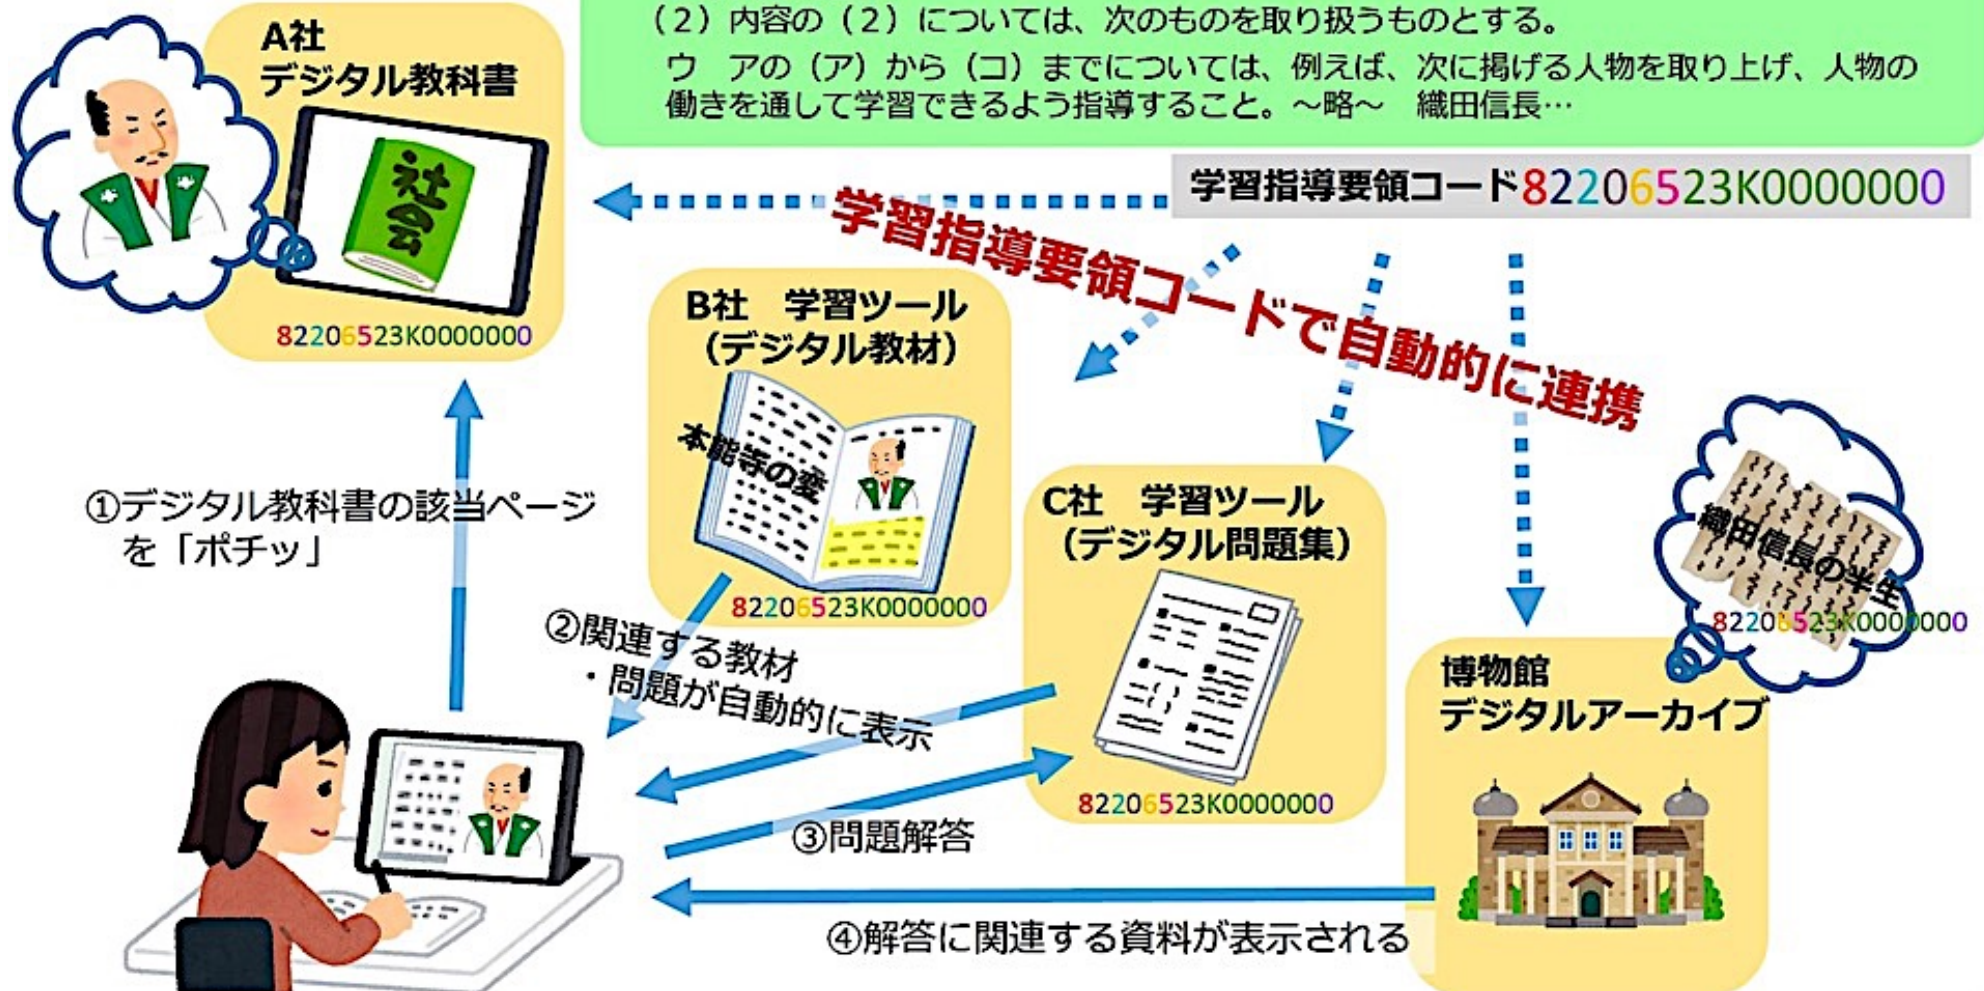 (2)内容の(2)については、次のものを取り扱うものとする。
ウ アの(ア)から(コ)までについては、例えば、次に掲げる人物を取り上げ、人物の
働きを通して学習できるよう指導すること。~略~ 織田信長…
学習指導要領コード82206523K0000000
学習指導要領コードで自動的に連携
A社
デジタル教科書
社会
82206523K0000000
B社 学習ツール
(デジタル教材)
本能寺の変
82206523K0000000
C社 学習ツール
(デジタル問題集)
82206523K0000000
織田信長の半生
82206523K0000000
博物館
デジタルアーカイブ
①デジタル教科書の該当ページ
を「ポチッ」
②関連する教材
・問題が自動的に表示
③問題解答
④解答に関連する資料が表示される